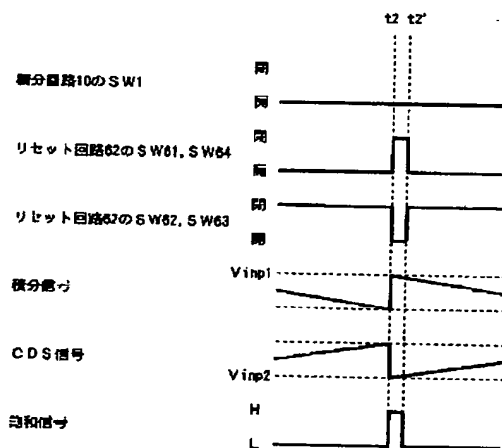 t2 t2'
閉
積分回路10のSW1
開
閉
リセット回路62のSW61, SW64
開
閉
リセット回路62のSW62, SW63
開
Vinp1
積分信号
CDS信号
Vinp2
H
飽和信号
L